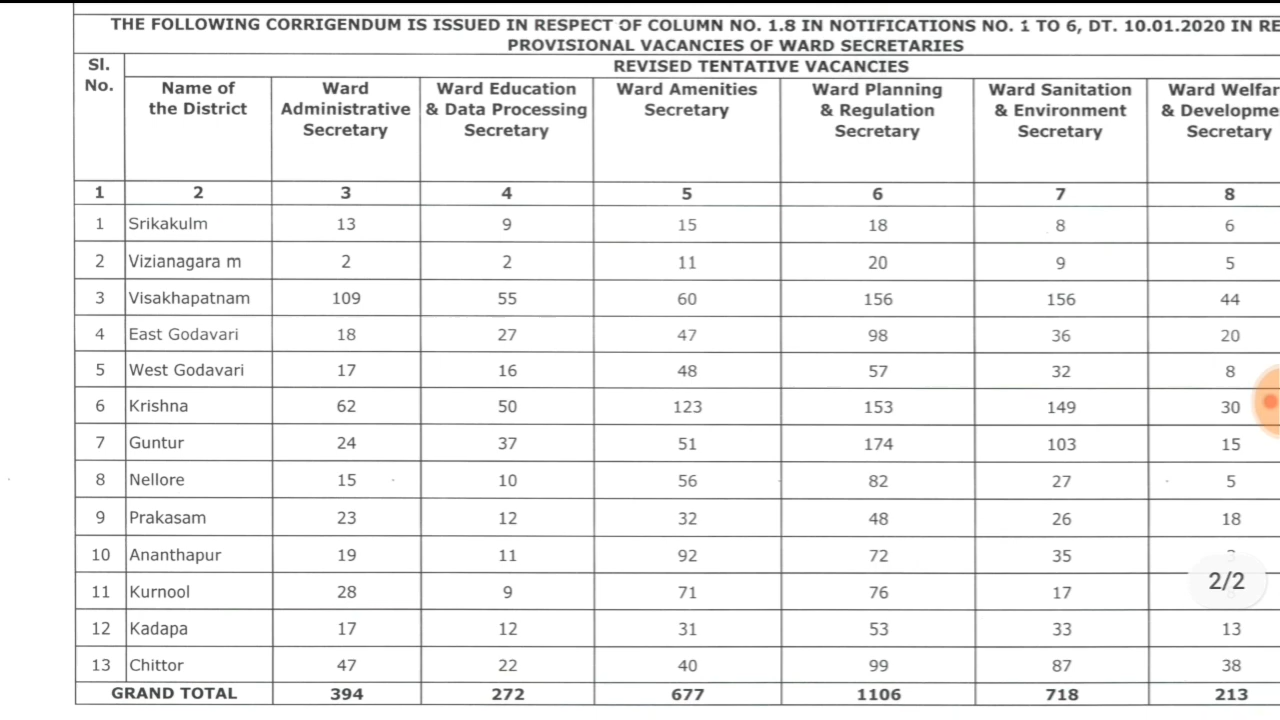 THE FOLLOWING CORRIGENDUM IS ISSUED IN RESPECT OF COLUMN NO. 1.8 IN NOTIFICATIONS NO. 1 TO 6, DT. 10.01.2020 IN RE
PROVISIONAL VACANCIES OF WARD SECRETARIES
Sl. No. REVISED TENTATIVE VACANCIES
Name of the District Ward Administrative Secretary Ward Education & Data Processing Secretary Ward Amenities Secretary Ward Planning & Regulation Secretary Ward Sanitation & Environment Secretary Ward Welfar & Developme Secretary
1 2 3 4 5 6 7 8
1 Srikakulm 13 9 15 18 8 6
2 Vizianagara m 2 2 11 20 9 5
3 Visakhapatnam 109 55 60 156 156 44
4 East Godavari 18 27 47 98 36 20
5 West Godavari 17 16 48 57 32 8
6 Krishna 62 50 123 153 149 30
7 Guntur 24 37 51 174 103 15
8 Nellore 15 10 56 82 27 5
9 Prakasam 23 12 32 48 26 18
10 Ananthapur 19 11 92 72 35
11 Kurnool 28 9 71 76 17
2/2
12 Kadapa 17 12 31 53 33 13
13 Chittor 47 22 40 99 87 38
GRAND TOTAL 394 272 677 1106 718 213